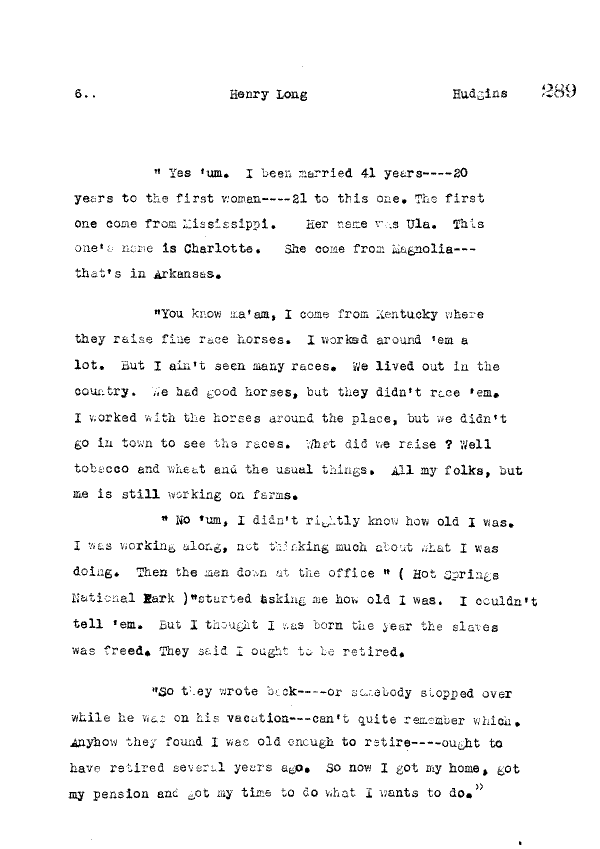 6.. Henry Long Hudgins 289
" Yes 'um. I been married 41 years----20
years to the first woman----21 to this one. The first
one come from Mississippi. Her name was Ula. This
one's name is Charlotte. She come from Magnolia---
that's in Arkansas.
"You know ma'am, I come from Kentucky where
they raise fine race horses. I worked around 'em a
lot. But I ain't seen many races. We lived out in the
country. We had good horses, but they didn't race 'em.
I worked with the horses around the place, but we didn't
go in town to see the races. What did we raise ? Well
tobacco and wheat and the usual things. All my folks, but
me is still working on farms.
" No 'um, I didn't rightly know how old I was.
I was working along, not thinking much about what I was
doing. Then the men down at the office " ( Hot Springs
National Park )"started asking me how old I was. I couldn't
tell 'em. But I thought I was born the year the slaves
was freed. They said I ought to be retired.
"So they wrote back----or somebody stopped over
while he was on his vacation---can't quite remember which.
Anyhow they found I was old enough to retire----ought to
have retired several years ago. So now I got my home, got
my pension and got my time to do what I wants to do."